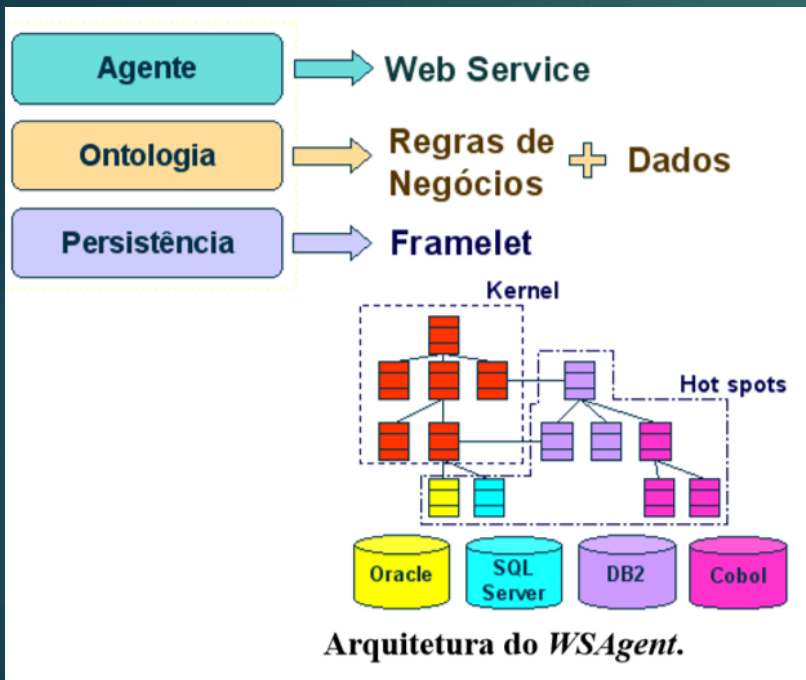 Agente
Web Service
Ontologia
Regras de
Negócios
Dados
Persistência
Framelet
Kernel
Hot spots
Oracle
SQL
Server
DB2
Cobol
Arquitetura do WSAgent.